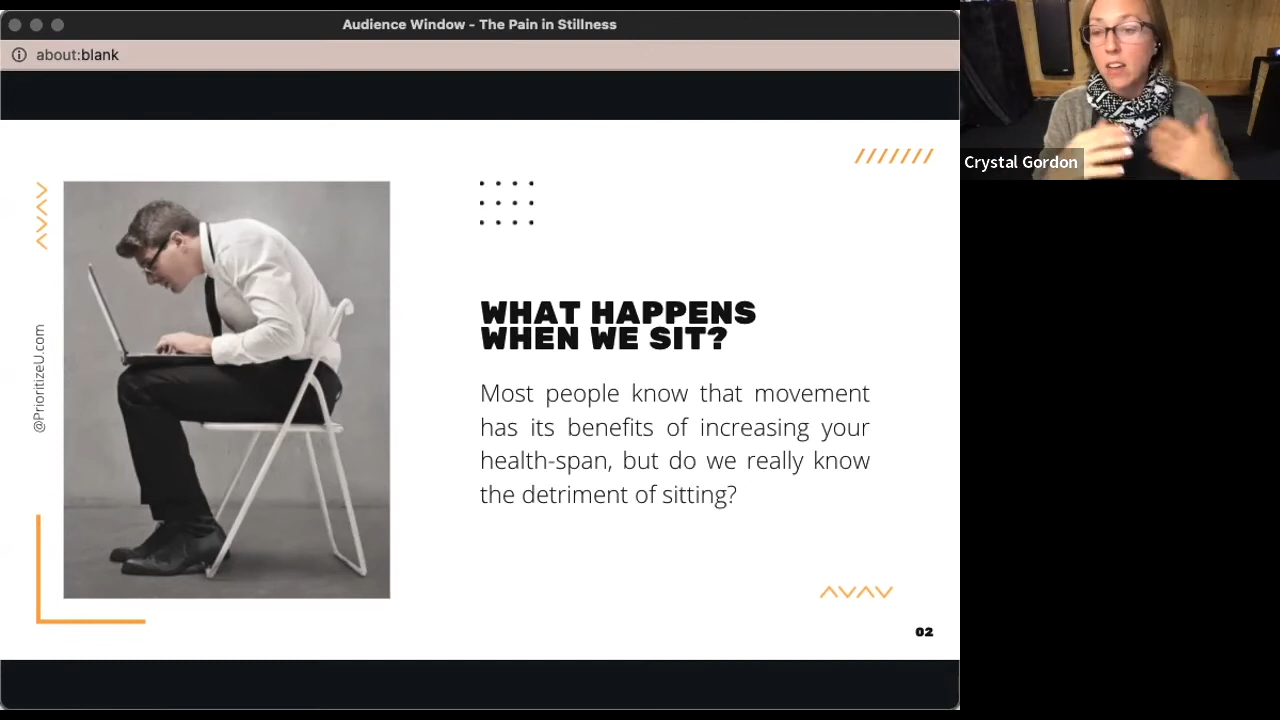 Audience Window - The Pain in Stillness
about:blank
Crystal Gordon
@PrioritizeU.com
WHAT HAPPENS
WHEN WE SIT?
Most people know that movement
has its benefits of increasing your
health-span, but do we really know
the detriment of sitting?
02